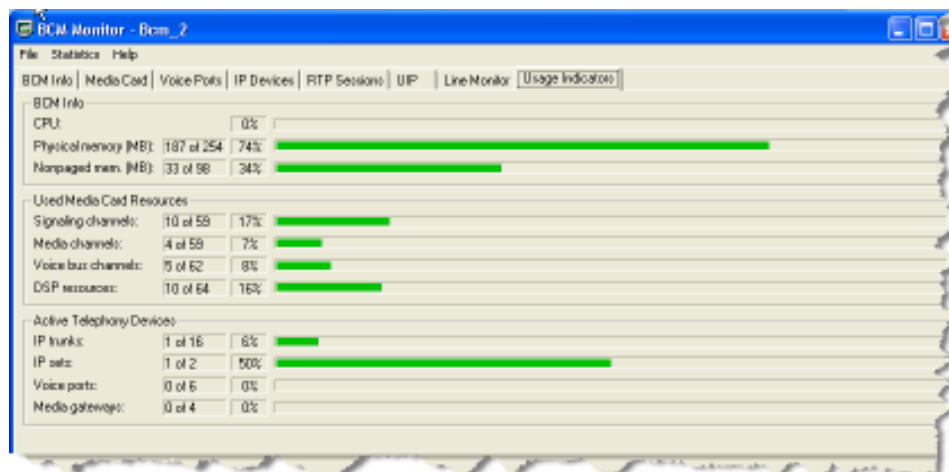 BCM Monitor - Bcm_2
File Statistics Help
BCM Info Media Card Voice Ports IP Devices RTP Sessions UIP Line Monitor Usage Indicators
BCM Info
CPU: 0%
Physical memory (MB): 187 of 254 74%
Nonpaged mem. (MB): 33 of 98 34%
Used Media Card Resources
Signaling channels: 10 of 59 17%
Media channels: 4 of 59 7%
Voice bus channels: 5 of 62 8%
DSP resources: 10 of 64 16%
Active Telephony Devices
IP trunks: 1 of 16 6%
IP sets: 1 of 2 50%
Voice ports: 0 of 6 0%
Media gateways: 0 of 4 0%